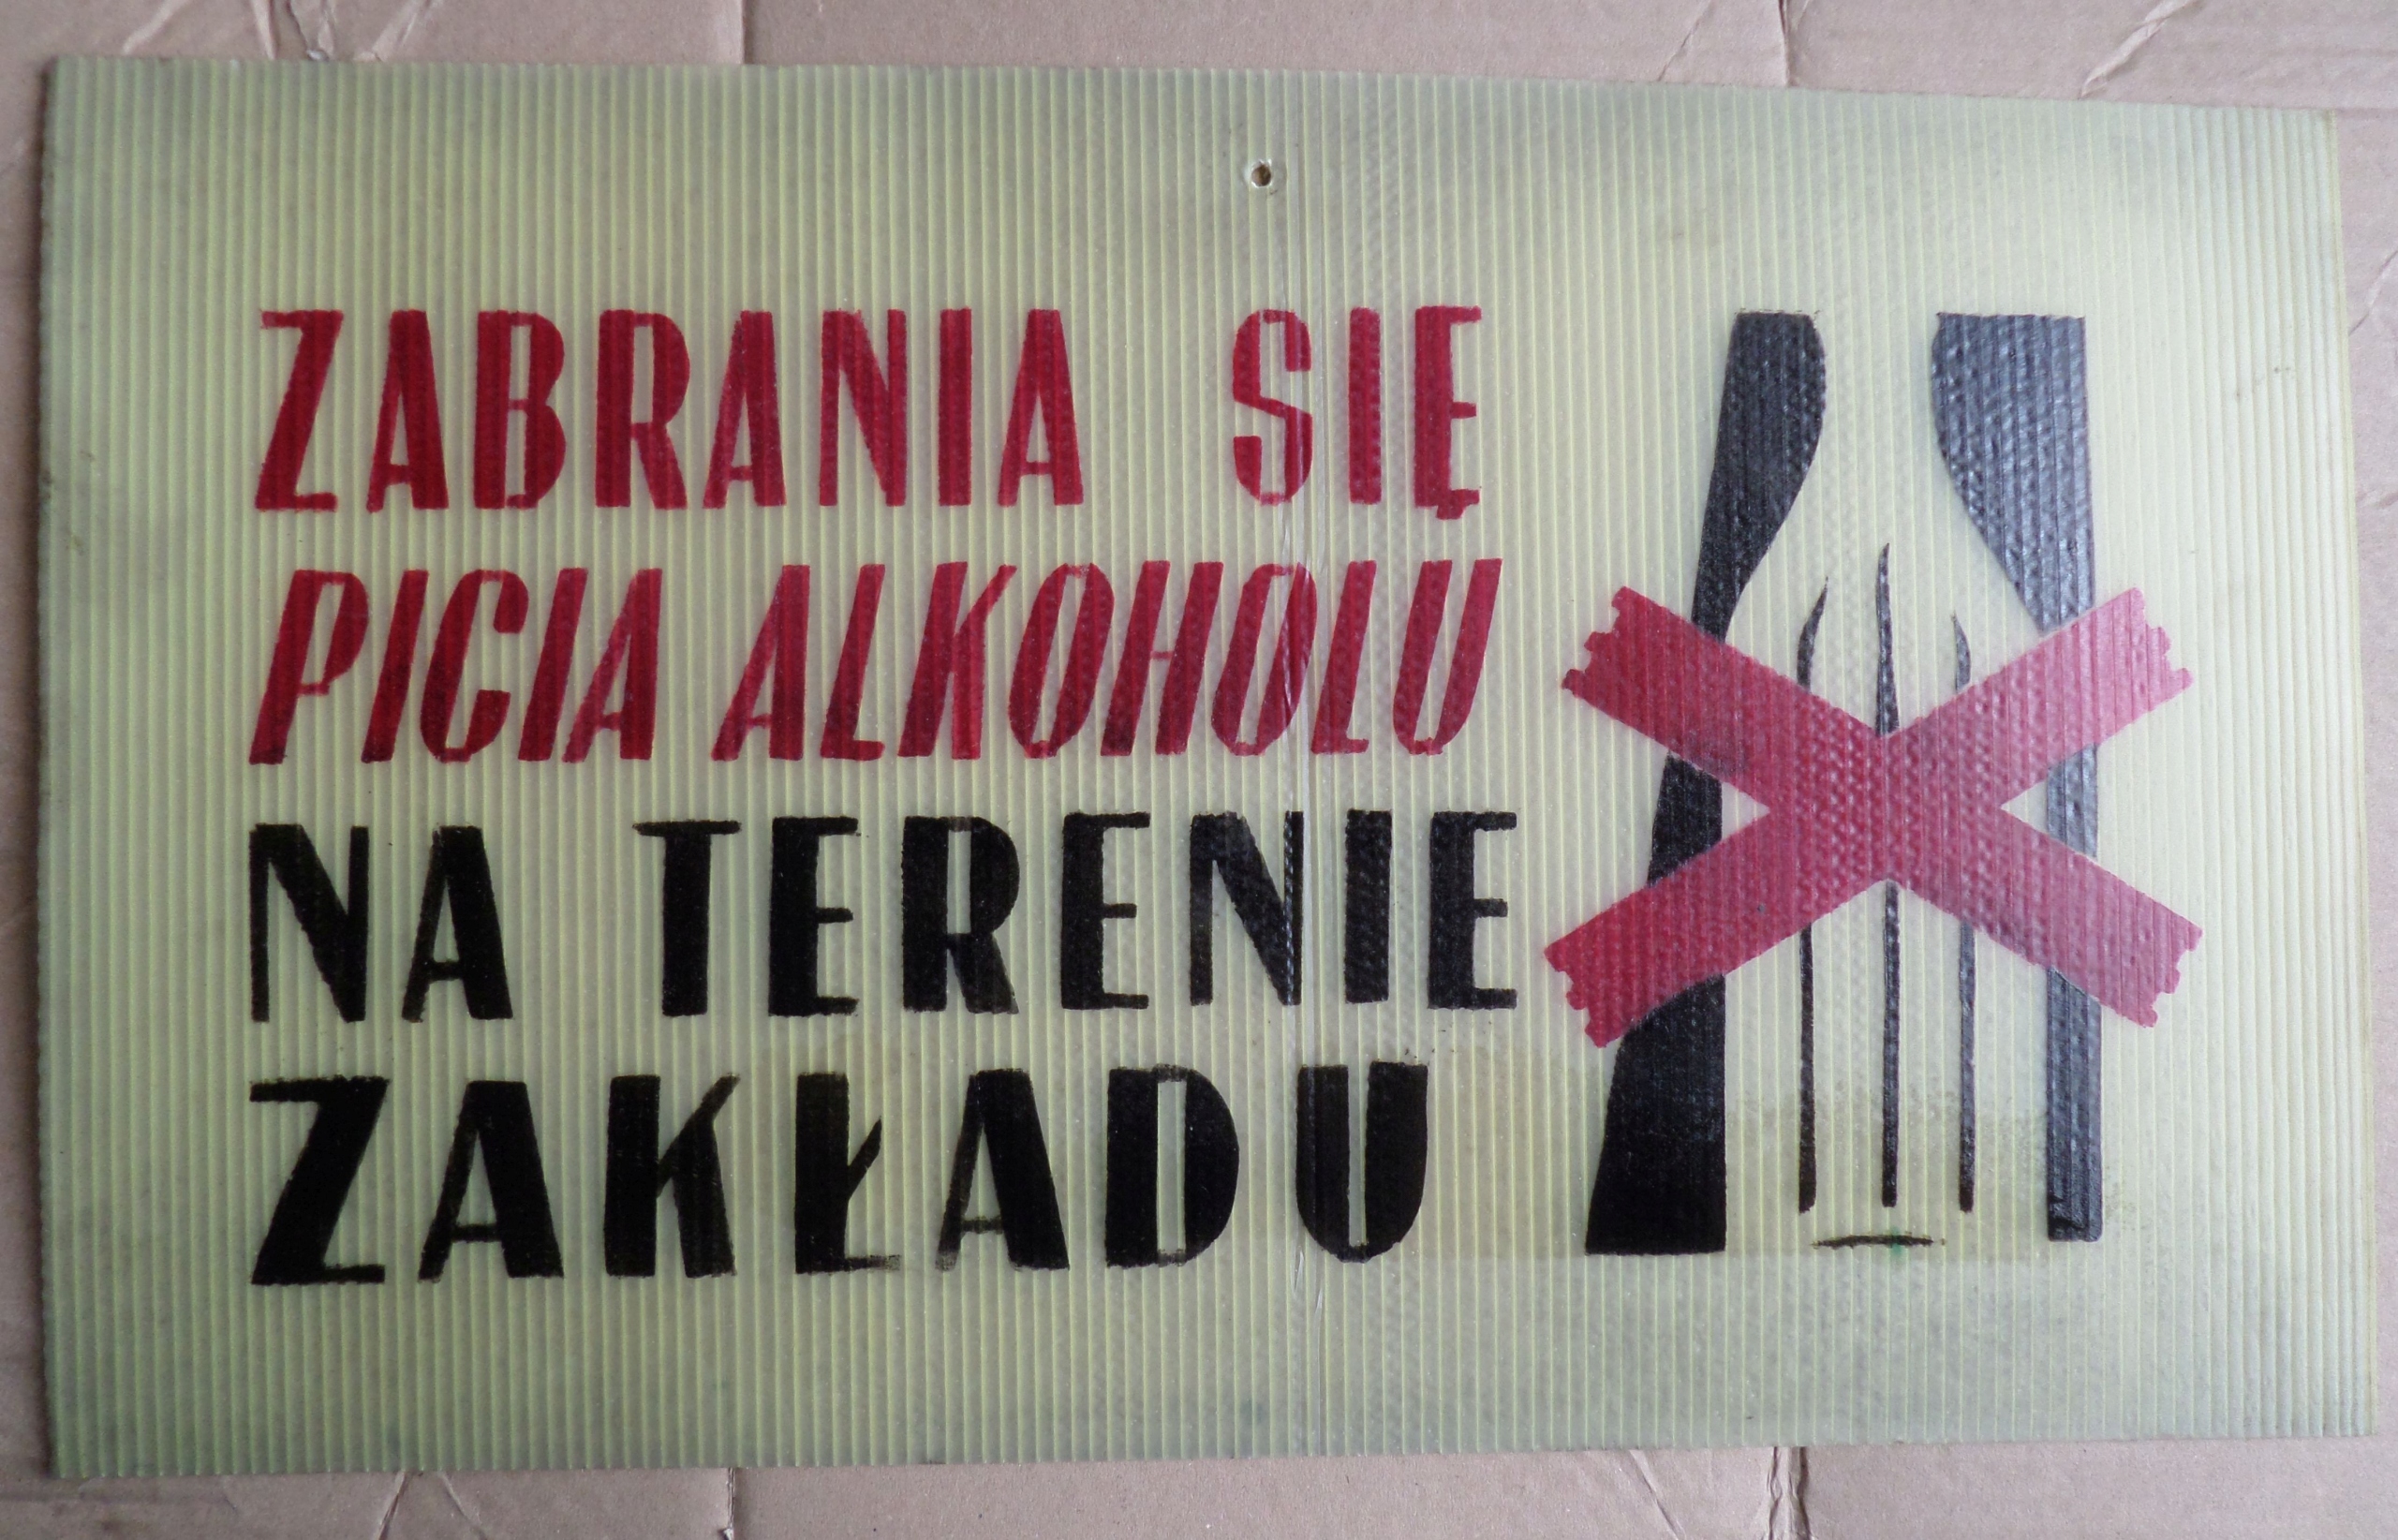 ZABRANIA SIĘ
PICIA ALKOHOLU
NA TERENIE
ZAKŁADU